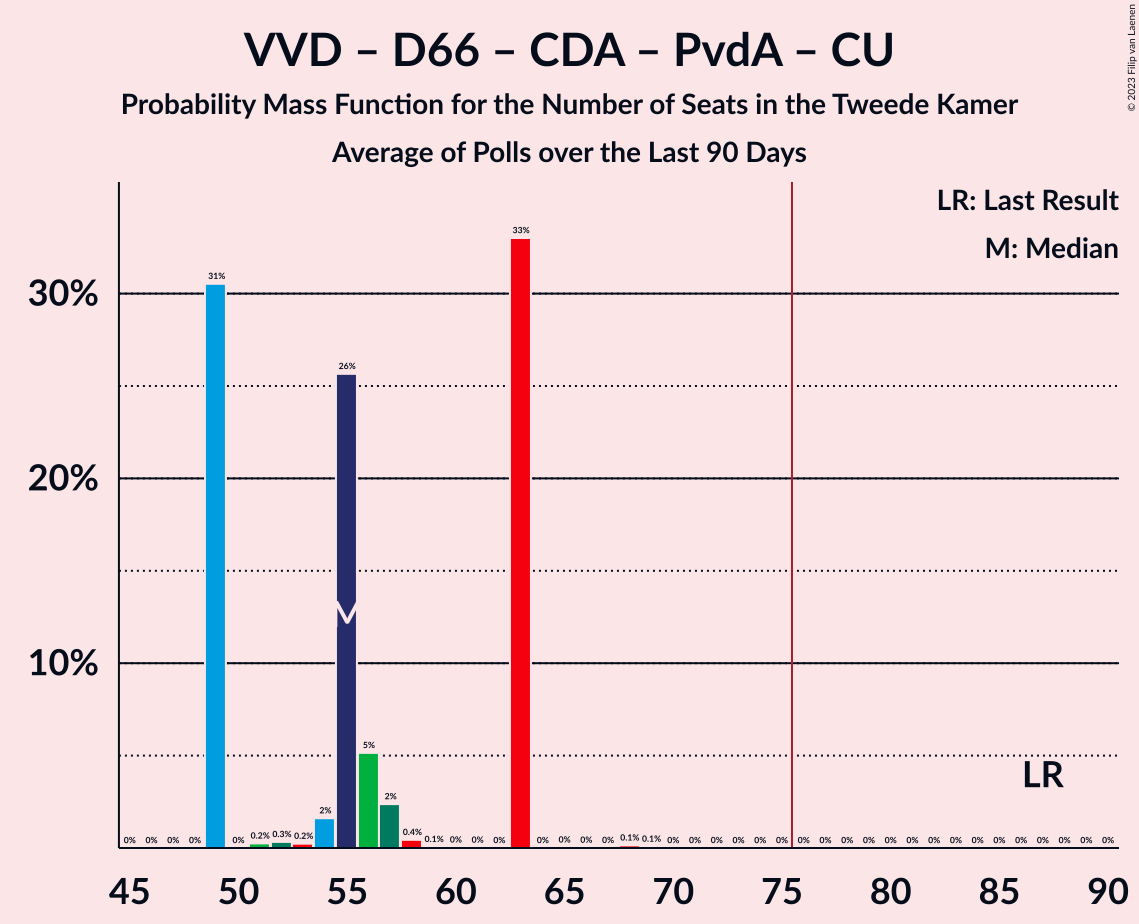 VVD – D66 – CDA – PvdA – CU
Probability Mass Function for the Number of Seats in the Tweede Kamer
Average of Polls over the Last 90 Days
© 2023 Filip van Laenen
LR: Last Result
M: Median
30%
20%
10%
0% 0% 0% 0% 31% 0% 0.2% 0.3% 0.2% 2% 26% 5% 2% 0.4% 0.1% 0% 0% 0% 33% 0% 0% 0% 0% 0.1% 0.1% 0% 0% 0% 0% 0% 0% 0% 0% 0% 0% 0% 0% 0% 0% 0% 0% 0% 0% 0% 0% 0%
M
LR
45 50 55 60 65 70 75 80 85 90